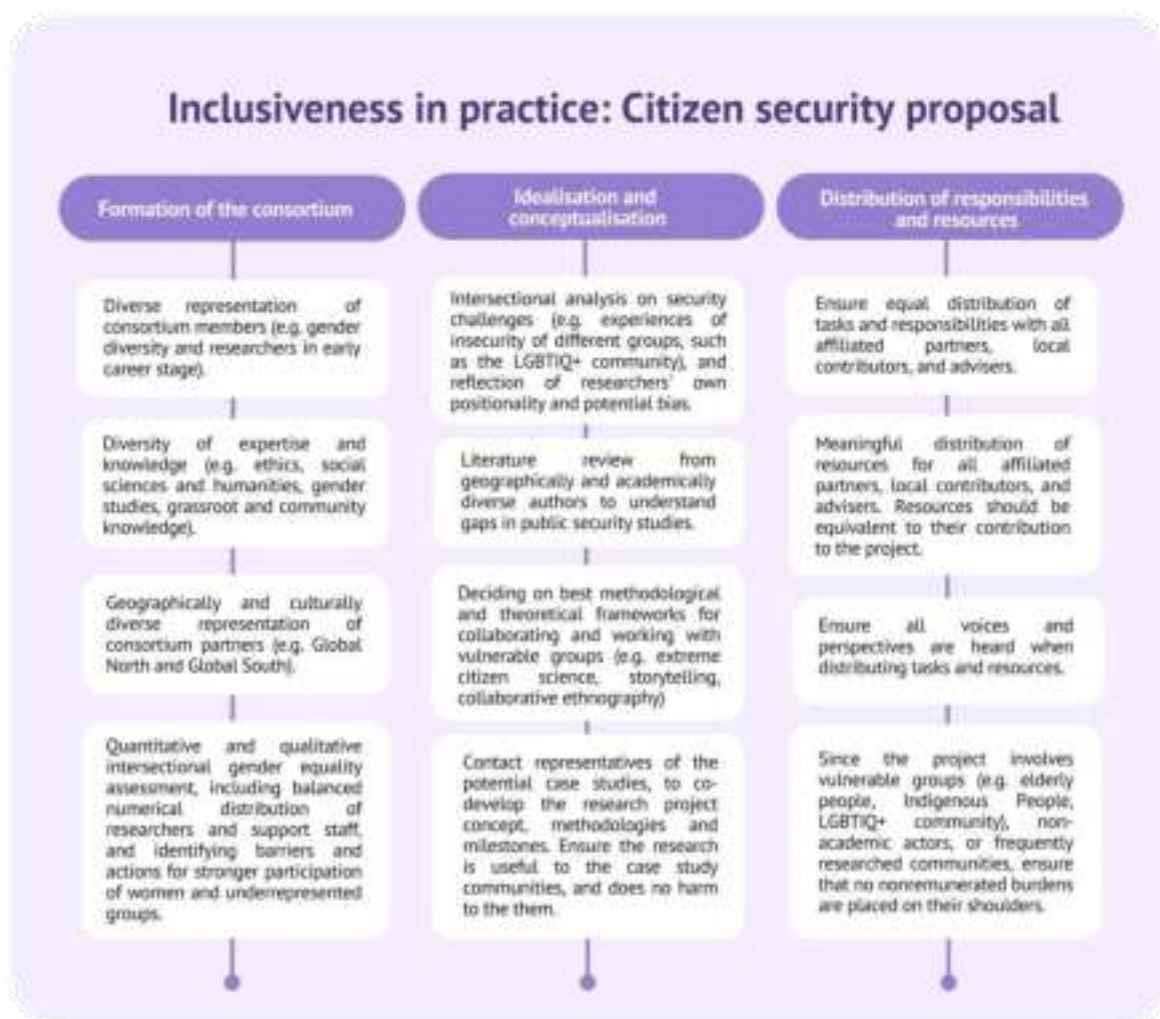 Inclusiveness in practice: Citizen security proposal
Formation of the consortium
Diverse representation of
consortium members (e.g. gender
diversity and researchers in early
career stage).
Diversity of expertise and
knowledge (e.g. ethics, social
sciences and humanities, gender
studies, grassroot and community
knowledge).
Geographically and culturally
diverse representation of
consortium partners (e.g. Global
North and Global South).
Quantitative and qualitative
intersectional gender equality
assessment, including balanced
numerical distribution of
researchers and support staff,
and identifying barriers and
actions for stronger participation
of women and underrepresented
groups.
Idealisation and
conceptualisation
Intersectional analysis on security
challenges (e.g. experiences of
insecurity of different groups, such
as the LGBTIQ+ community), and
reflection of researchers' own
positionality and potential bias.
Literature review from
geographically and academically
diverse authors to understand
gaps in public security studies.
Deciding on best methodological
and theoretical frameworks for
collaborating and working with
vulnerable groups (e.g. extreme
citizen science, storytelling,
collaborative ethnography)
Contact representatives of the
potential case studies, to co-
develop the research project
concept, methodologies and
milestones. Ensure the research
is useful to the case study
communities, and does no harm
to the them.
Distribution of responsibilities
and resources
Ensure equal distribution of
tasks and responsibilities with all
affiliated partners, local
contributors, and advisers.
Meaningful distribution of
resources for all affiliated
partners, local contributors, and
advisers. Resources should be
equivalent to their contribution
to the project.
Ensure all voices and
perspectives are heard when
distributing tasks and resources.
Since the project involves
vulnerable groups (e.g. elderly
people, Indigenous People,
LGBTIQ+ community), non-
academic actors, or frequently
researched communities, ensure
that no nonremunerated burdens
are placed on their shoulders.